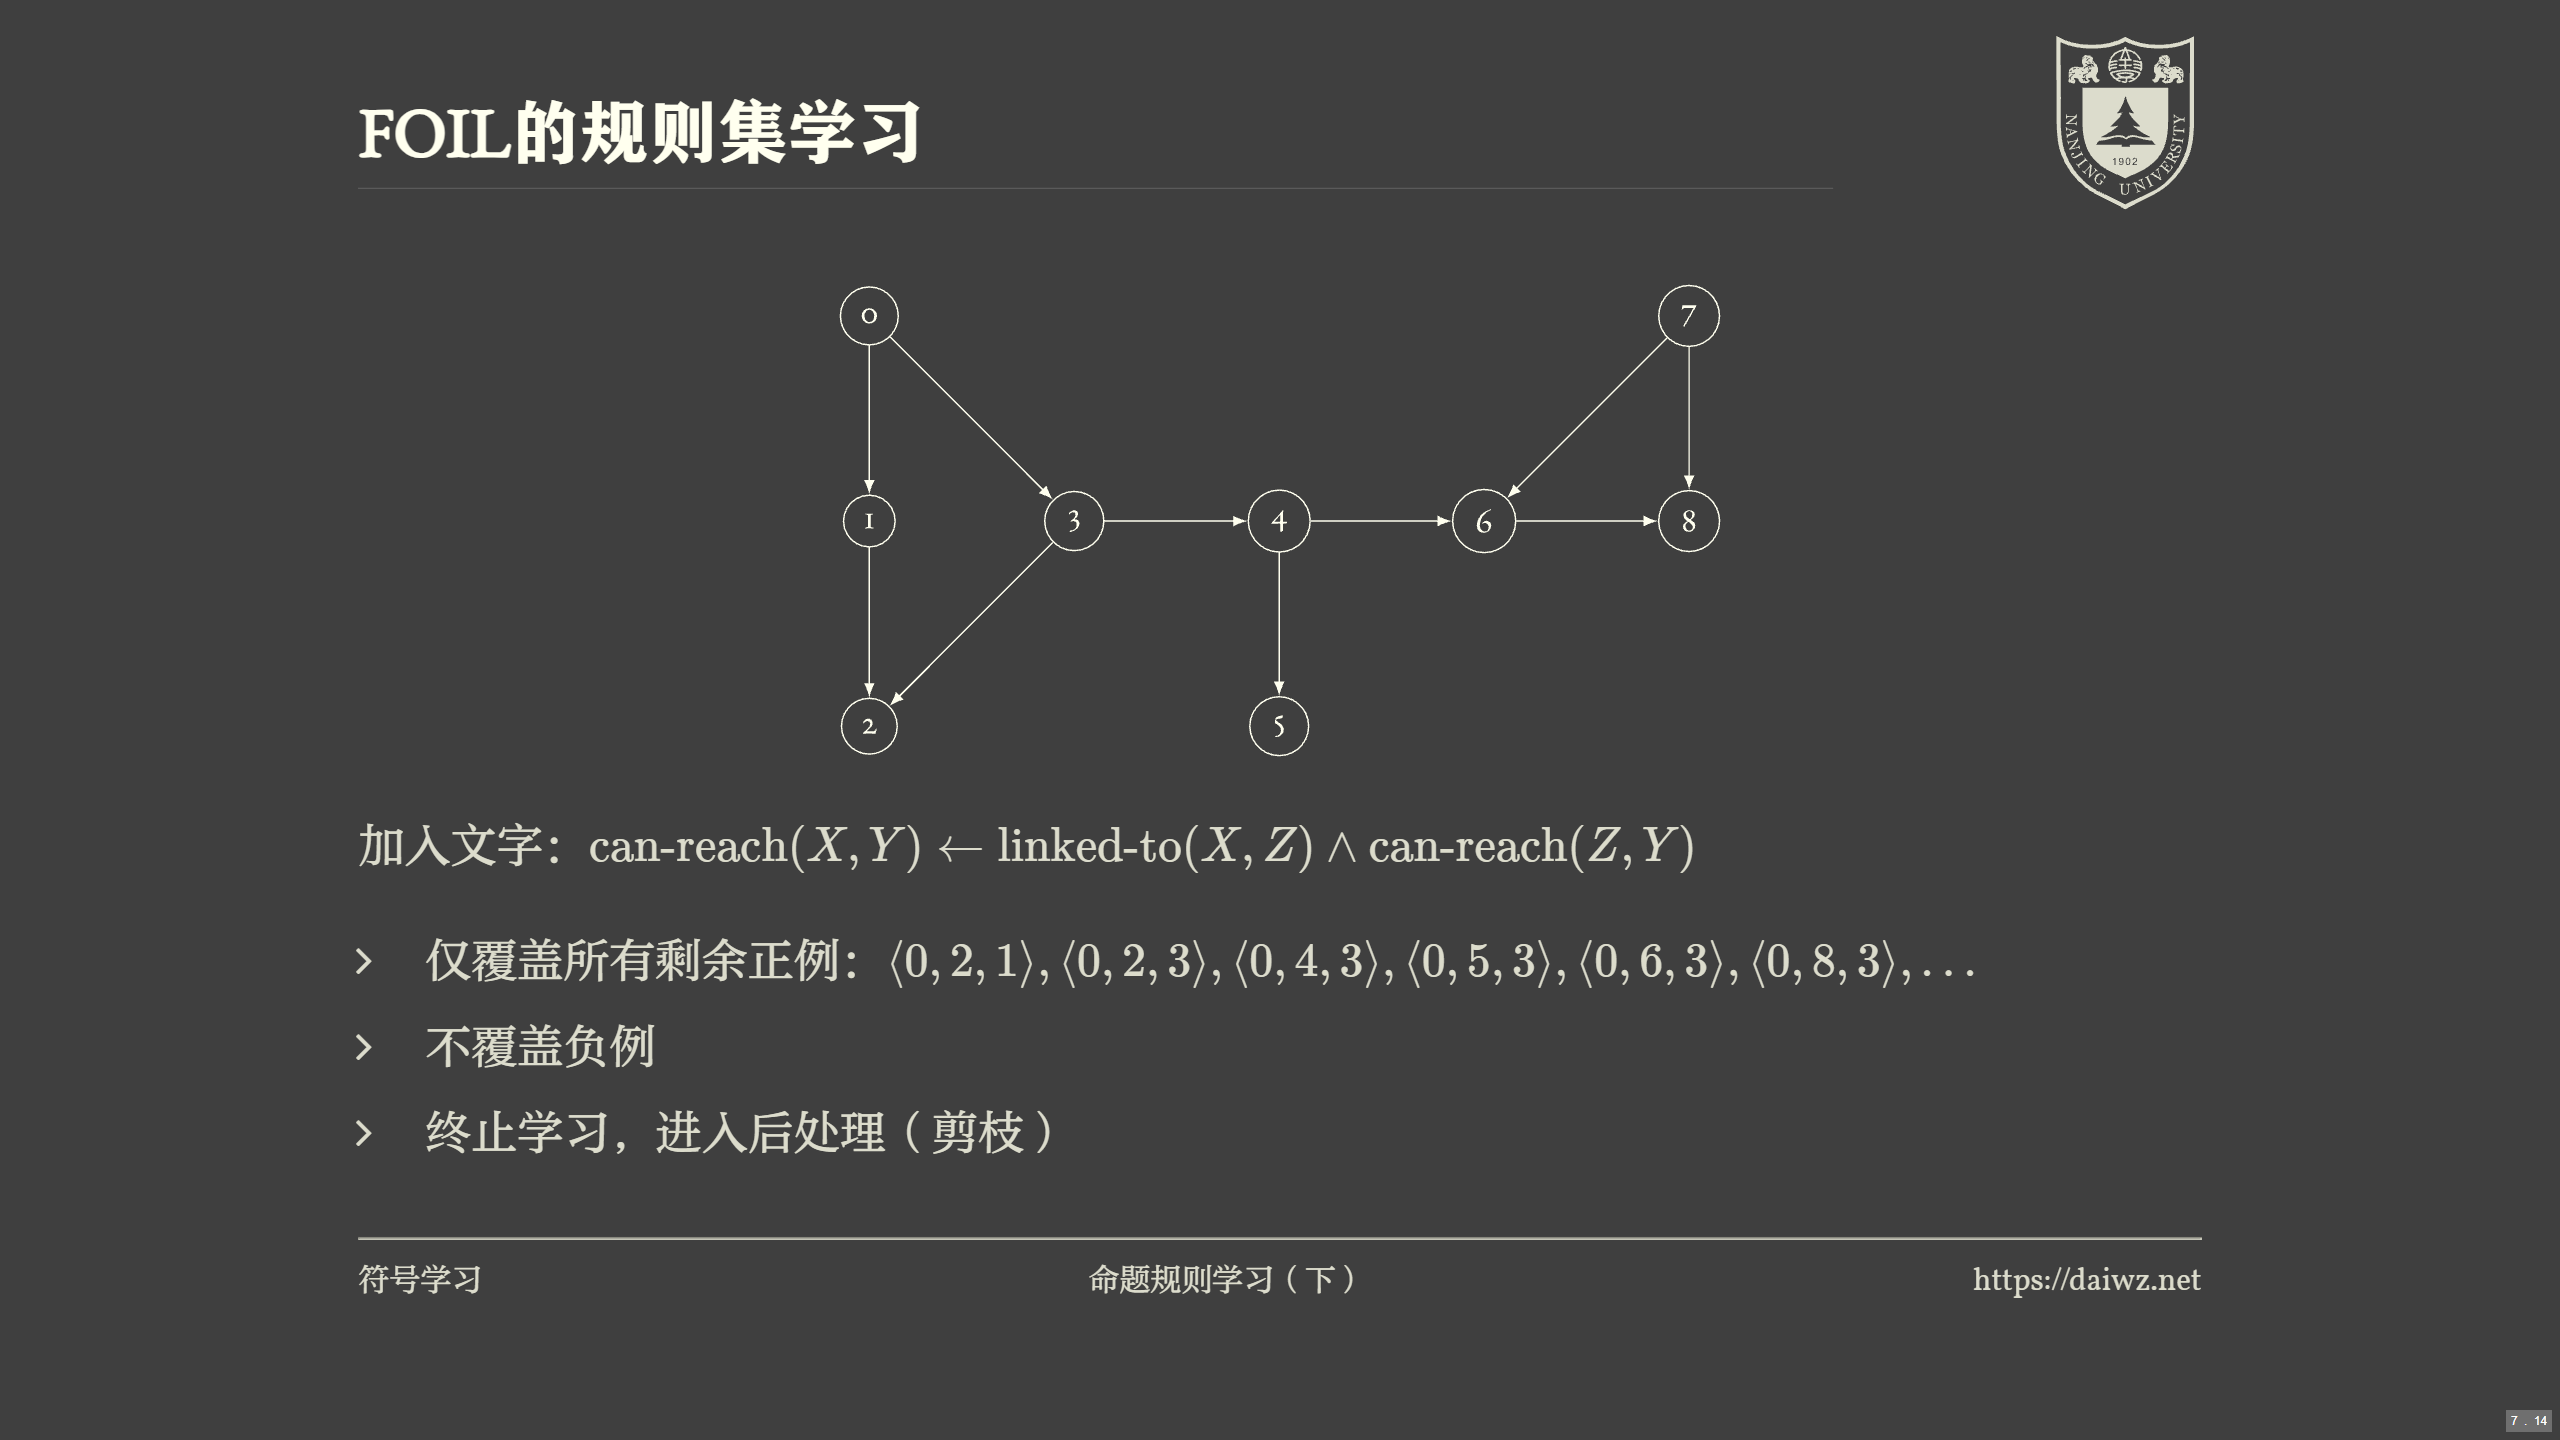 FOIL的规则集学习
NANJING UNIVERSITY
1902
0
7
1
3
4
6
8
2
5
加入文字：can-reach(X, Y) ← linked-to(X, Z) ∧ can-reach(Z, Y)
仅覆盖所有剩余正例：⟨0, 2, 1⟩, ⟨0, 2, 3⟩, ⟨0, 4, 3⟩, ⟨0, 5, 3⟩, ⟨0, 6, 3⟩, ⟨0, 8, 3⟩, …
不覆盖负例
终止学习，进入后处理（剪枝）
符号学习
命题规则学习（下）
https://daiwz.net
7 . 14